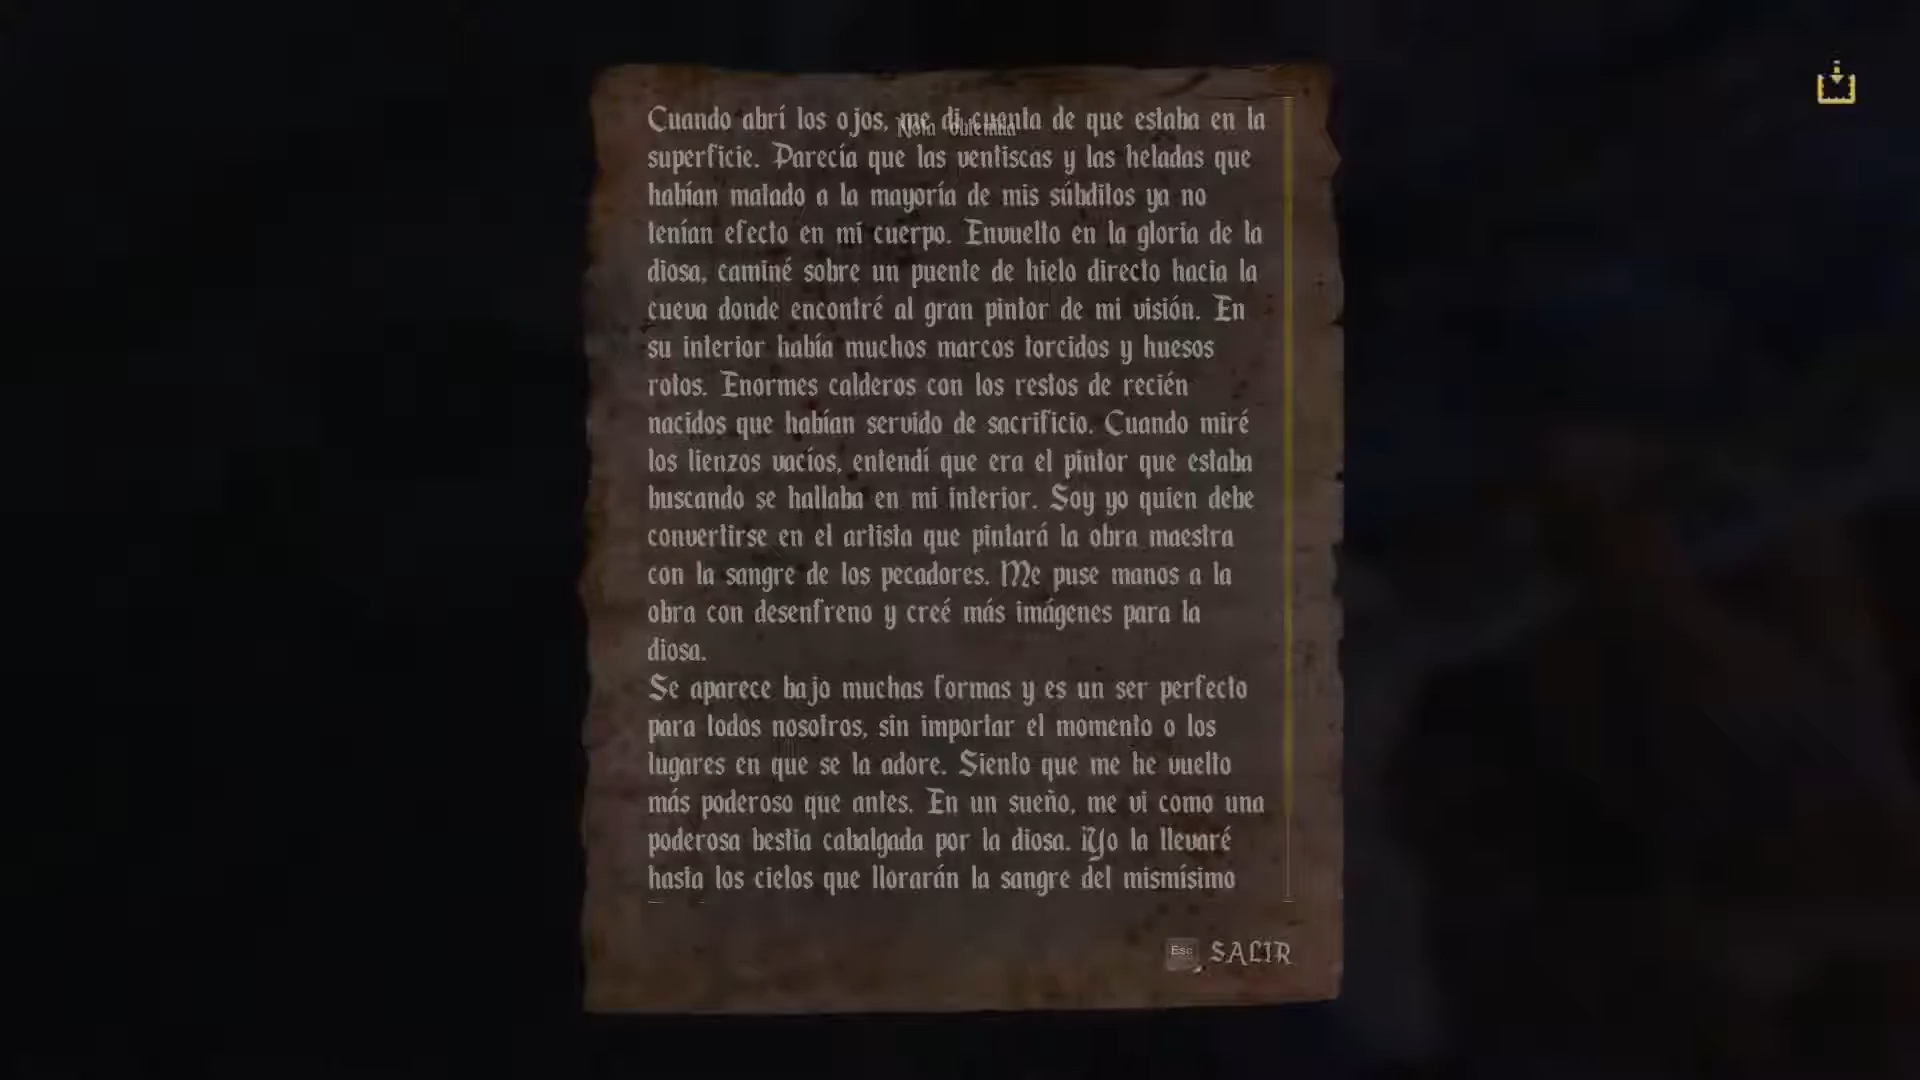 Cuando abrí los ojos, me di cuenta de que estaba en la
Nota obtenida
superficie. Parecía que las ventiscas y las heladas que
habían matado a la mayoría de mis súbditos ya no
tenían efecto en mi cuerpo. Envuelto en la gloria de la
diosa, caminé sobre un puente de hielo directo hacia la
cueva donde encontré al gran pintor de mi visión. En
su interior había muchos marcos torcidos y huesos
rotos. Enormes calderos con los restos de recién
nacidos que habían servido de sacrificio. Cuando miré
los lienzos vacíos, entendí que era el pintor que estaba
buscando se hallaba en mi interior. Soy yo quien debe
convertirse en el artista que pintará la obra maestra
con la sangre de los pecadores. Me puse manos a la
obra con desenfreno y creé más imágenes para la
diosa.
Se aparece bajo muchas formas y es un ser perfecto
para todos nosotros, sin importar el momento o los
lugares en que se la adore. Siento que me he vuelto
más poderoso que antes. En un sueño, me vi como una
poderosa bestia cabalgada por la diosa. ¡Yo la llevaré
hasta los cielos que llorarán la sangre del mismísimo
Esc SALIR